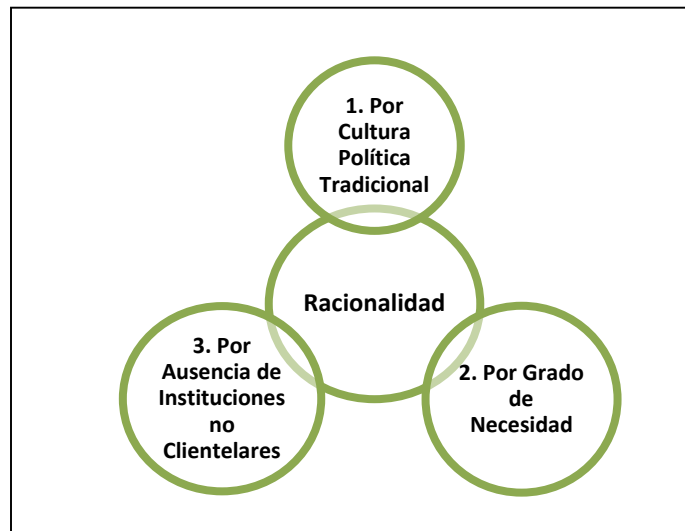 1. Por
Cultura
Política
Tradicional
Racionalidad
3. Por
Ausencia de
Instituciones
no
Clientelares
2. Por Grado
de
Necesidad